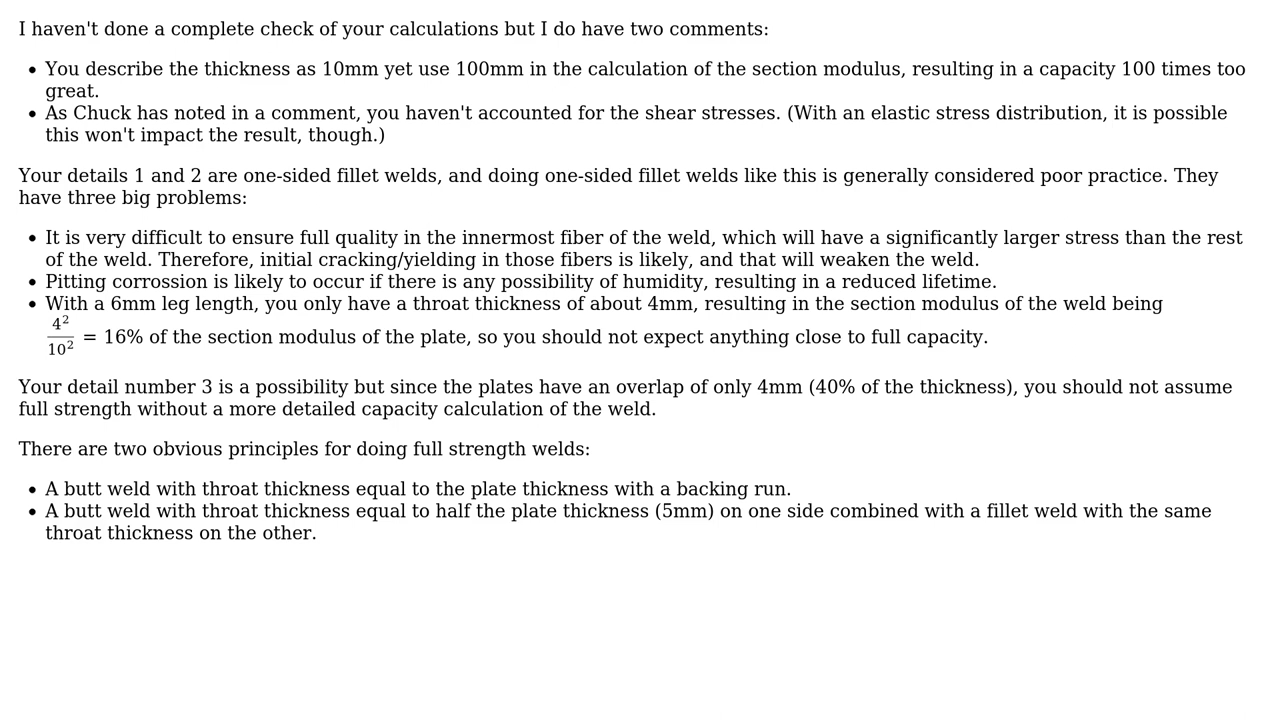 I haven't done a complete check of your calculations but I do have two comments:
• You describe the thickness as 10mm yet use 100mm in the calculation of the section modulus, resulting in a capacity 100 times too
great.
• As Chuck has noted in a comment, you haven't accounted for the shear stresses. (With an elastic stress distribution, it is possible
this won't impact the result, though.)
Your details 1 and 2 are one-sided fillet welds, and doing one-sided fillet welds like this is generally considered poor practice. They
have three big problems:
• It is very difficult to ensure full quality in the innermost fiber of the weld, which will have a significantly larger stress than the rest
of the weld. Therefore, initial cracking/yielding in those fibers is likely, and that will weaken the weld.
• Pitting corrossion is likely to occur if there is any possibility of humidity, resulting in a reduced lifetime.
• With a 6mm leg length, you only have a throat thickness of about 4mm, resulting in the section modulus of the weld being
4²/10² = 16% of the section modulus of the plate, so you should not expect anything close to full capacity.
Your detail number 3 is a possibility but since the plates have an overlap of only 4mm (40% of the thickness), you should not assume
full strength without a more detailed capacity calculation of the weld.
There are two obvious principles for doing full strength welds:
• A butt weld with throat thickness equal to the plate thickness with a backing run.
• A butt weld with throat thickness equal to half the plate thickness (5mm) on one side combined with a fillet weld with the same
throat thickness on the other.